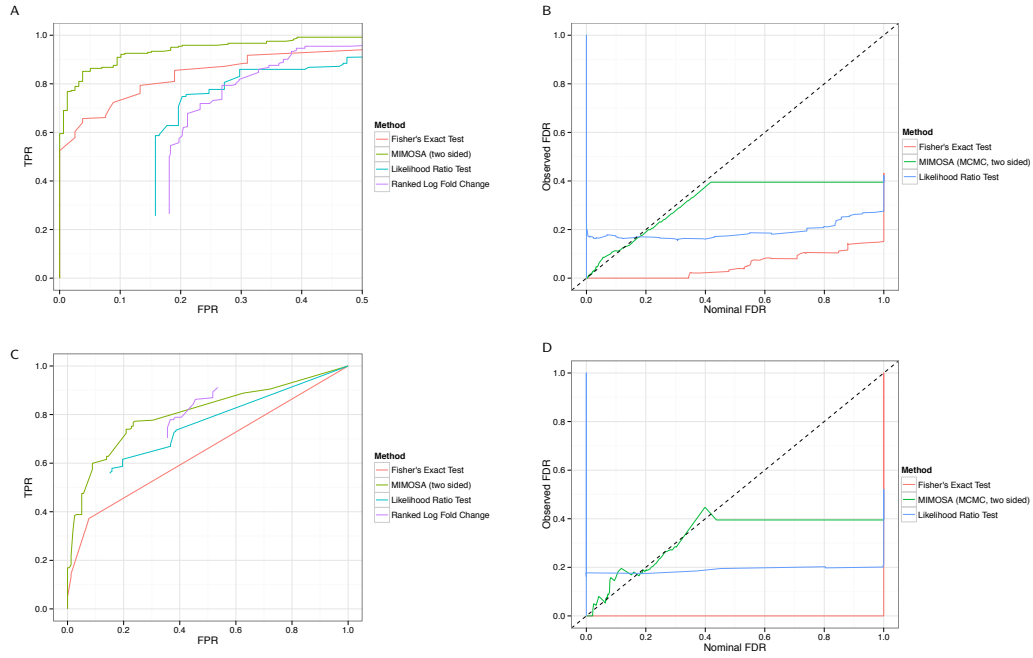 A
1.0
0.8
0.6
0.4
0.2
0.0
TPR
0.0 0.1 0.2 0.3 0.4 0.5
FPR
Method
Fisher's Exact Test
MIMOSA (two sided)
Likelihood Ratio Test
Ranked Log Fold Change
B
1.0
0.8
0.6
0.4
0.2
0.0
Observed FDR
0.0 0.2 0.4 0.6 0.8 1.0
Nominal FDR
Method
Fisher's Exact Test
MIMOSA (MCMC, two sided)
Likelihood Ratio Test
C
1.0
0.8
0.6
0.4
0.2
0.0
TPR
0.0 0.2 0.4 0.6 0.8 1.0
FPR
Method
Fisher's Exact Test
MIMOSA (two sided)
Likelihood Ratio Test
Ranked Log Fold Change
D
1.0
0.8
0.6
0.4
0.2
0.0
Observed FDR
0.0 0.2 0.4 0.6 0.8 1.0
Nominal FDR
Method
Fisher's Exact Test
MIMOSA (MCMC, two sided)
Likelihood Ratio Test